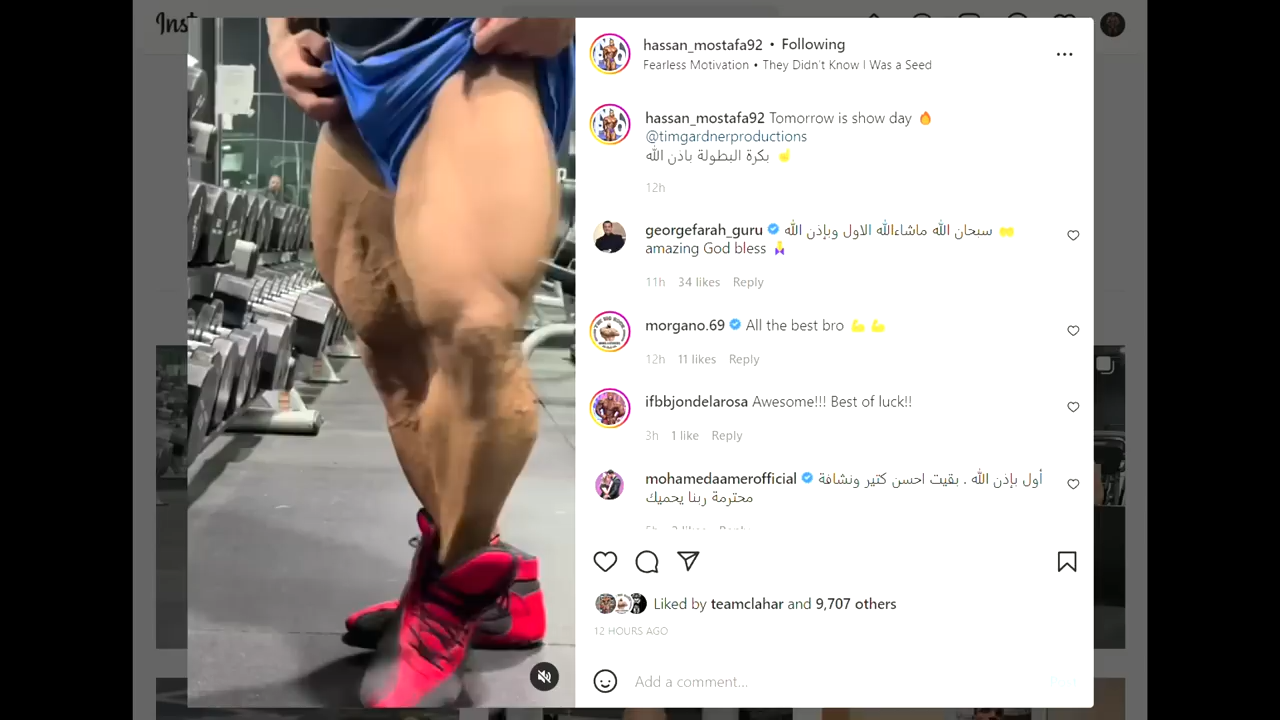 hassan_mostafa92 • Following
Fearless Motivation • They Didn't Know I Was a Seed
hassan_mostafa92 Tomorrow is show day 🔥
@timgardnerproductions
بكرة البطولة باذن الله ☝
12h
georgefarah_guru سبحان الله ماشاءالله الاول وبإذن الله 👐
amazing God bless
11h 34 likes Reply
morgano.69 All the best bro 💪 💪
12h 11 likes Reply
ifbbjondelarosa Awesome!!! Best of luck!!
3h 1 like Reply
mohamedaamerofficial أول بإذن الله . بقيت احسن كتير ونشافة
محترمة ربنا يحميك
Liked by teamclahar and 9,707 others
12 HOURS AGO
Add a comment...